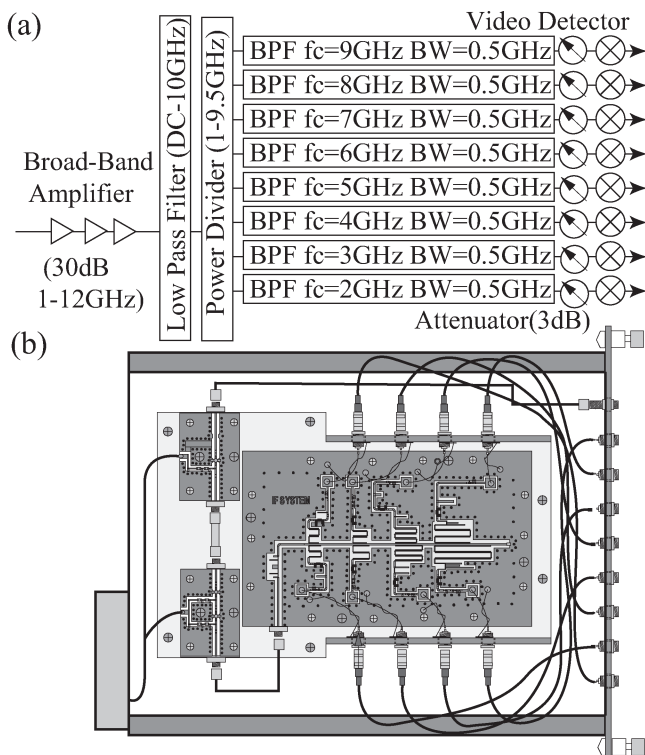 (a)
Video Detector
Broad-Band
Amplifier
(30dB
1-12GHz)
Low Pass Filter (DC-10GHz)
Power Divider (1-9.5GHz)
BPF fc=9GHz BW=0.5GHz
BPF fc=8GHz BW=0.5GHz
BPF fc=7GHz BW=0.5GHz
BPF fc=6GHz BW=0.5GHz
BPF fc=5GHz BW=0.5GHz
BPF fc=4GHz BW=0.5GHz
BPF fc=3GHz BW=0.5GHz
BPF fc=2GHz BW=0.5GHz
Attenuator(3dB)
(b)
IF SYSTEM